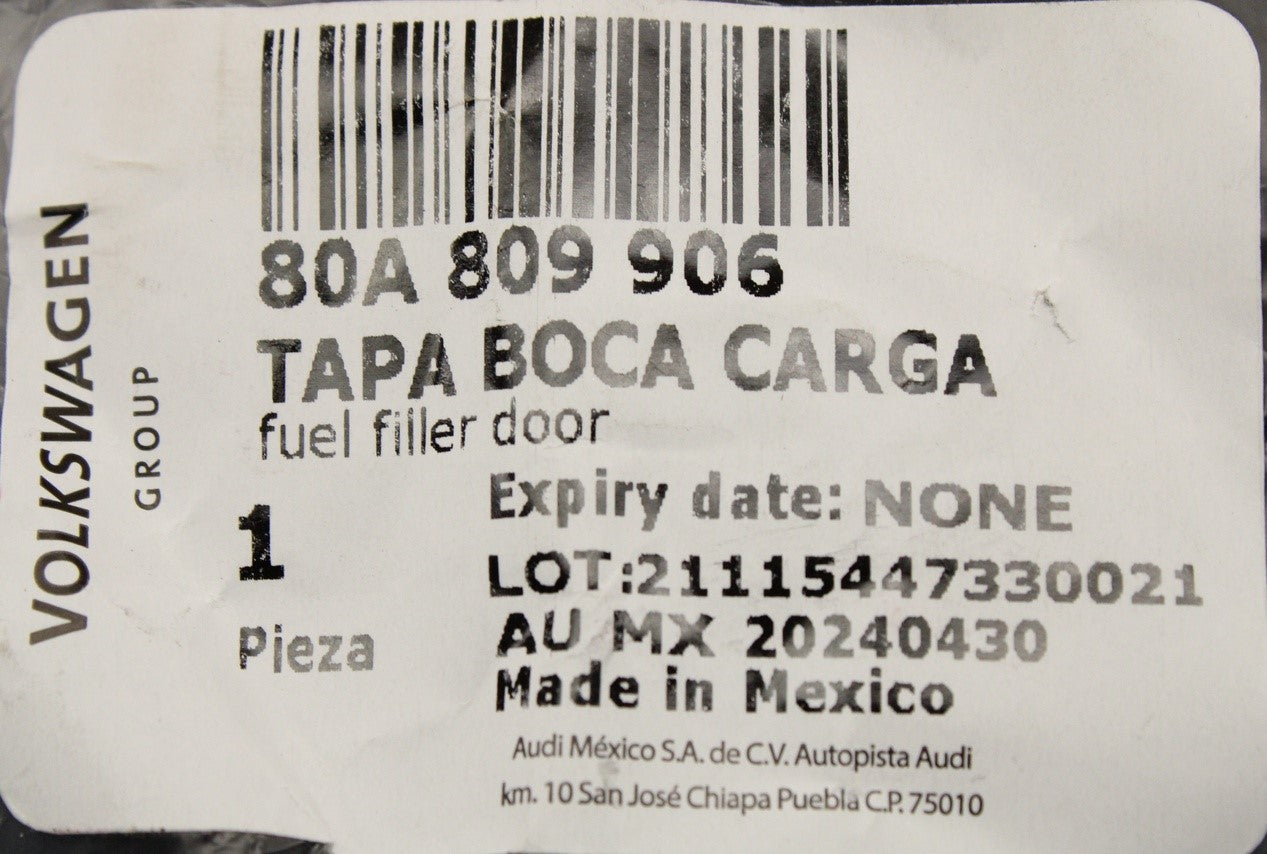 VOLKSWAGEN
GROUP
80A 809 906
TAPA BOCA CARGA
fuel filler door
1
Pieza
Expiry date: NONE
LOT:211115447330021
AU MX 20240430
Made in Mexico
Audi México S.A. de C.V. Autopista Audi
km. 10 San José Chiapa Puebla C.P. 75010